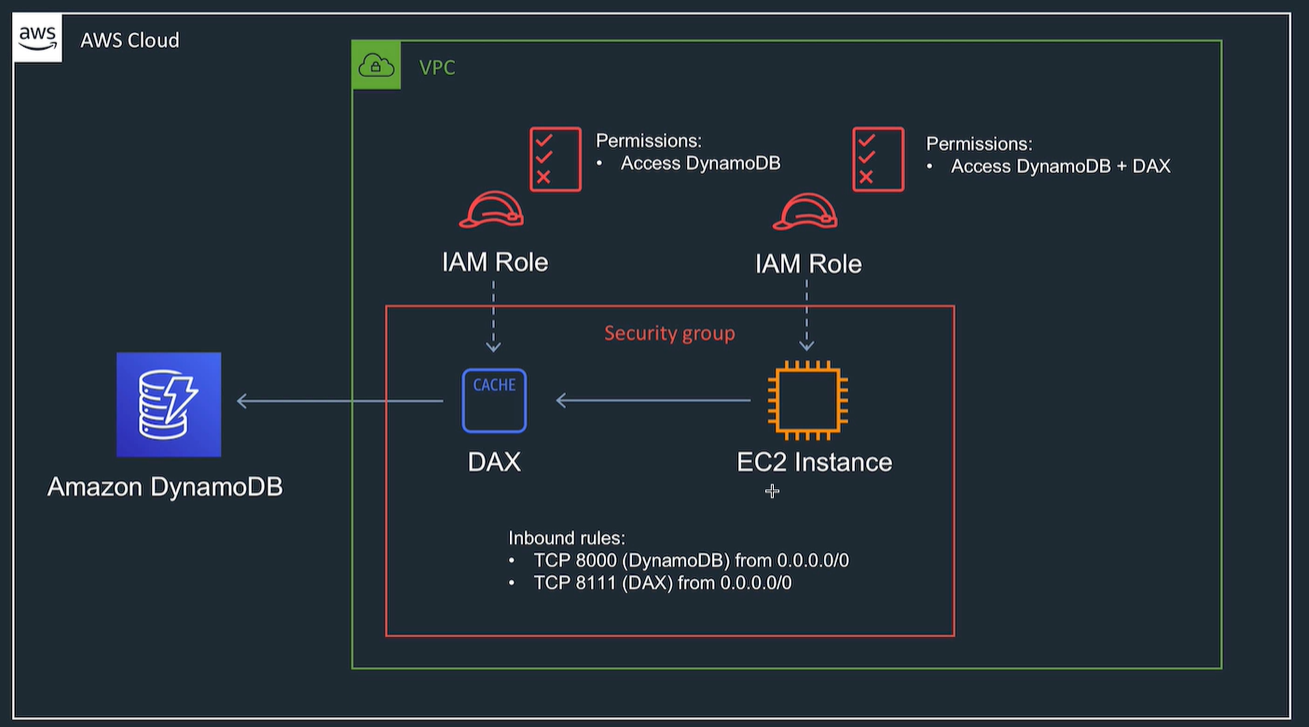 aws
AWS Cloud
VPC
Permissions:
• Access DynamoDB
Permissions:
• Access DynamoDB + DAX
IAM Role
IAM Role
Security group
CACHE
DAX
EC2 Instance
Amazon DynamoDB
Inbound rules:
• TCP 8000 (DynamoDB) from 0.0.0.0/0
• TCP 8111 (DAX) from 0.0.0.0/0